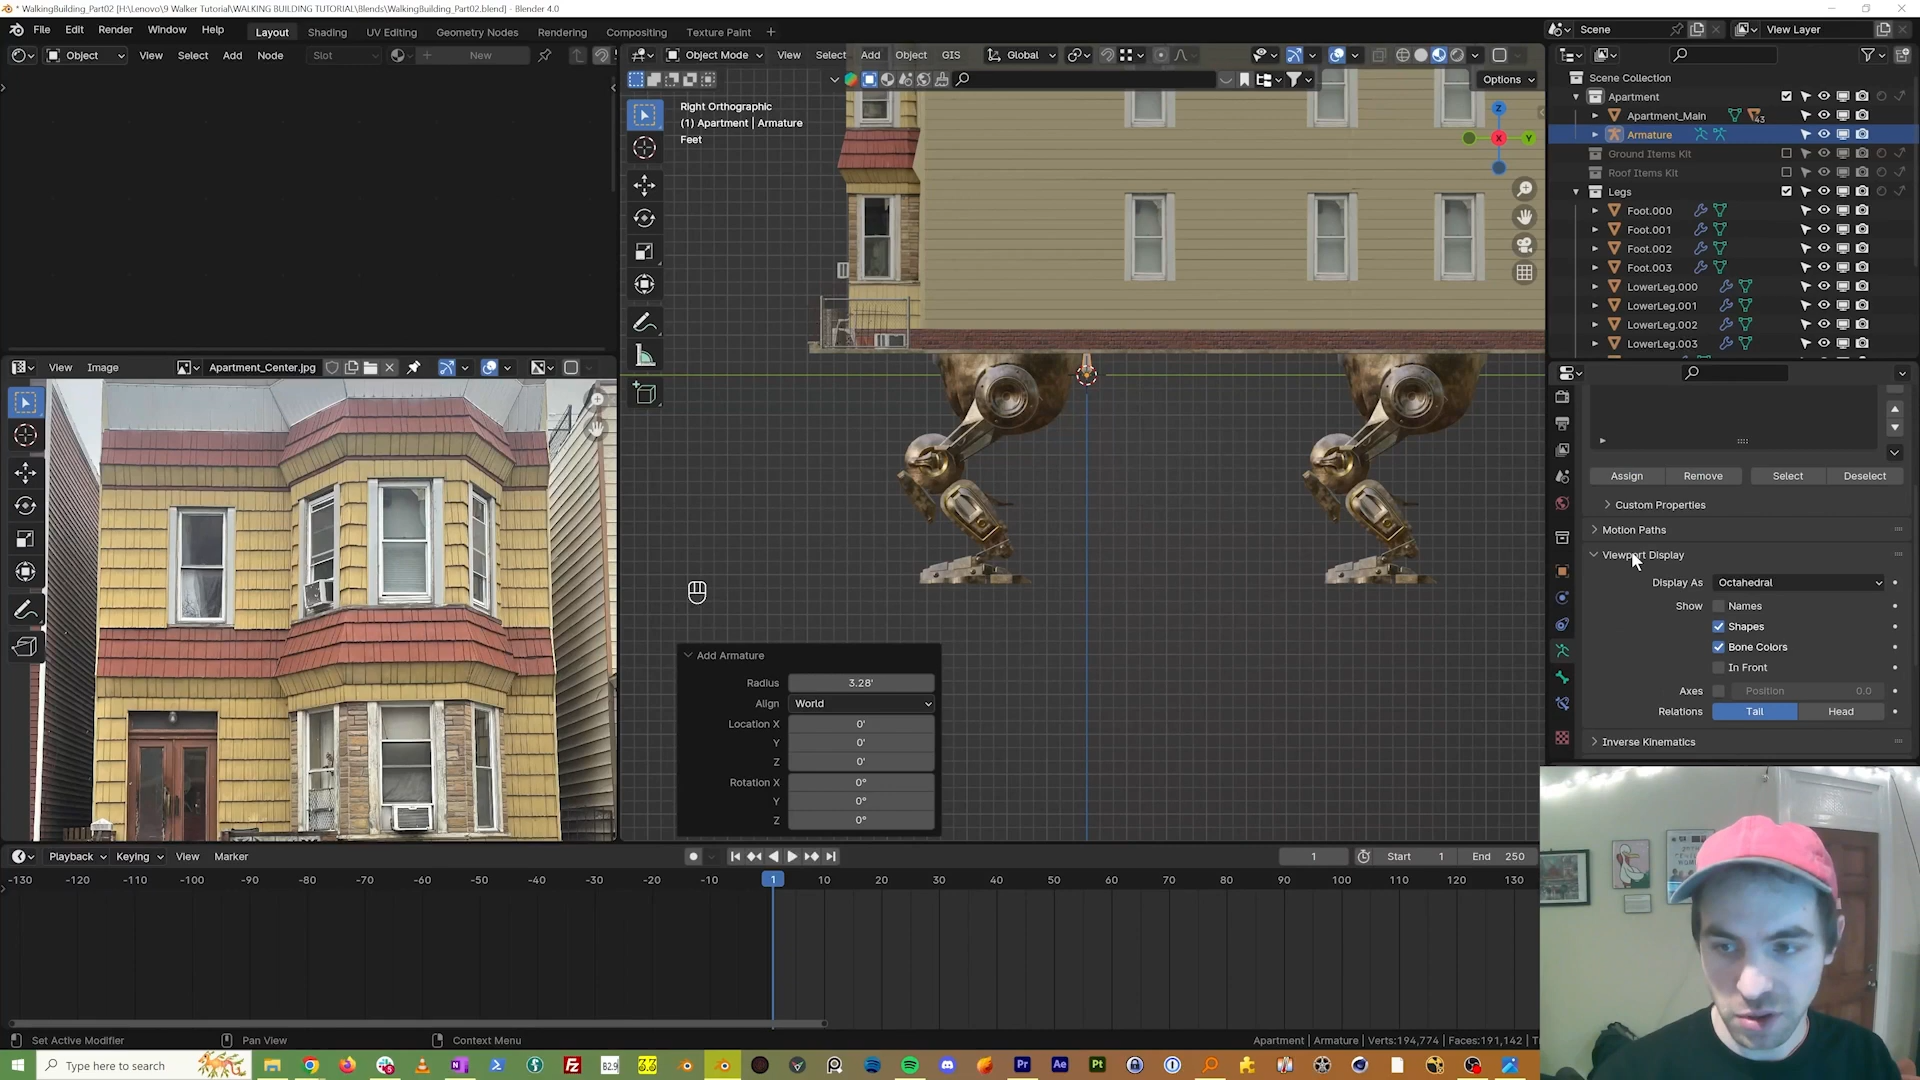 * WalkingBuilding_Part02 [H:\Lenovo\9 Walker Tutorial\WALKING BUILDING TUTORIAL\Blends\WalkingBuilding_Part02.blend] - Blender 4.0
File Edit Render Window Help Layout Shading UV Editing Geometry Nodes Rendering Compositing Texture Paint + Scene View Layer
Object View Select Add Node Slot New Object Mode View Select Add Object GIS Global
Options
Right Orthographic
(1) Apartment | Armature
Feet
Z
X
Y
Scene Collection
Apartment
Apartment_Main 43
Armature
Ground Items Kit
Roof Items Kit
Legs
Foot.000
Foot.001
Foot.002
Foot.003
LowerLeg.000
LowerLeg.001
LowerLeg.002
LowerLeg.003
View Image Apartment_Center.jpg
Assign Remove Select Deselect
Custom Properties
Motion Paths
Viewport Display
Display As Octahedral
Show Names
Shapes
Bone Colors
In Front
Axes Position 0.0
Relations Tail Head
Inverse Kinematics
Add Armature
Radius 3.28'
Align World
Location X 0'
Y 0'
Z 0'
Rotation X 0°
Y 0°
Z 0°
Playback Keying View Marker 1 Start 1 End 250
-130 -120 -110 -100 -90 -80 -70 -60 -50 -40 -30 -20 -10 1 10 20 30 40 50 60 70 80 90 100 110 120 130
Set Active Modifier Pan View Context Menu Apartment | Armature | Verts:194,774 | Faces:191,142 | T
Type here to search B2.9 3.3 Pr Ae Pt